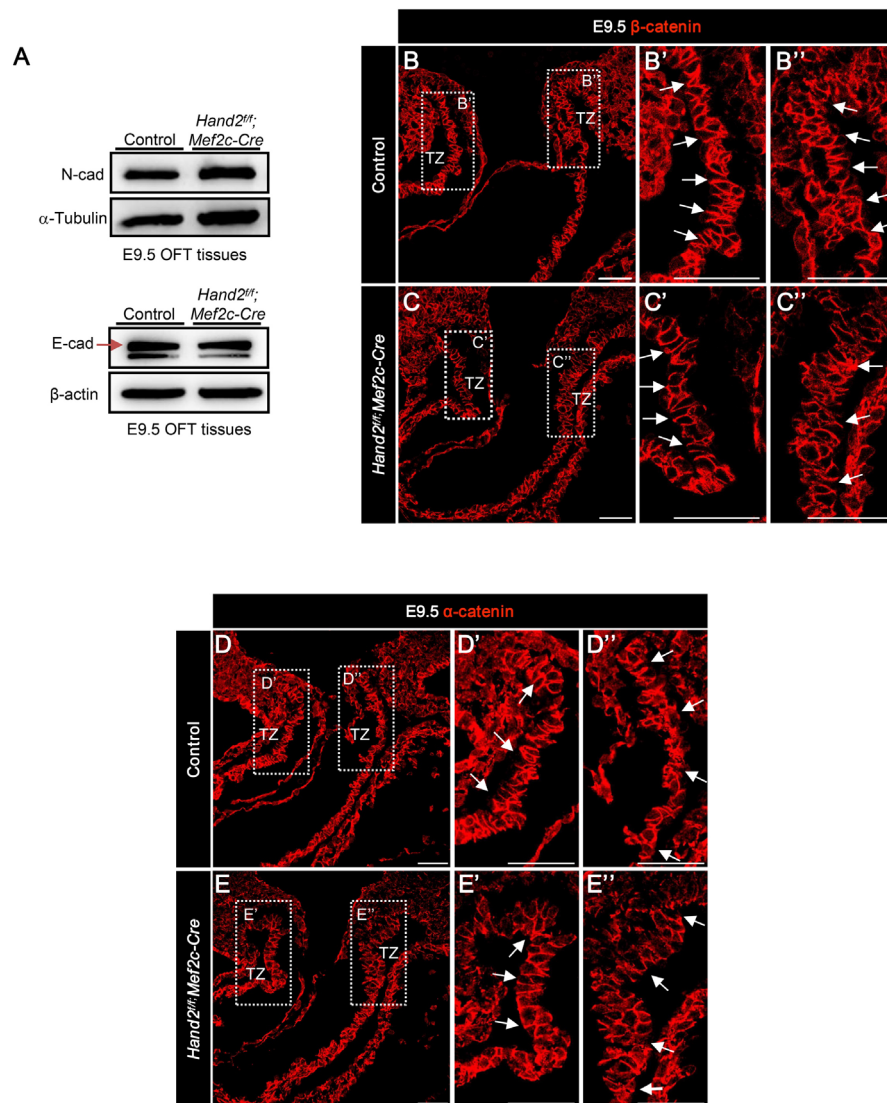 A
Control
Hand2f/f;
Mef2c-Cre
N-cad
α-Tubulin
E9.5 OFT tissues
Control
Hand2f/f;
Mef2c-Cre
E-cad
β-actin
E9.5 OFT tissues
E9.5 β-catenin
Control
B
B'
B''
TZ
TZ
B'
B''
Hand2f/f;Mef2c-Cre
C
C'
C''
TZ
TZ
C'
C''
E9.5 α-catenin
Control
D
D'
D''
TZ
TZ
D'
D''
Hand2f/f;Mef2c-Cre
E
E'
E''
TZ
TZ
E'
E''